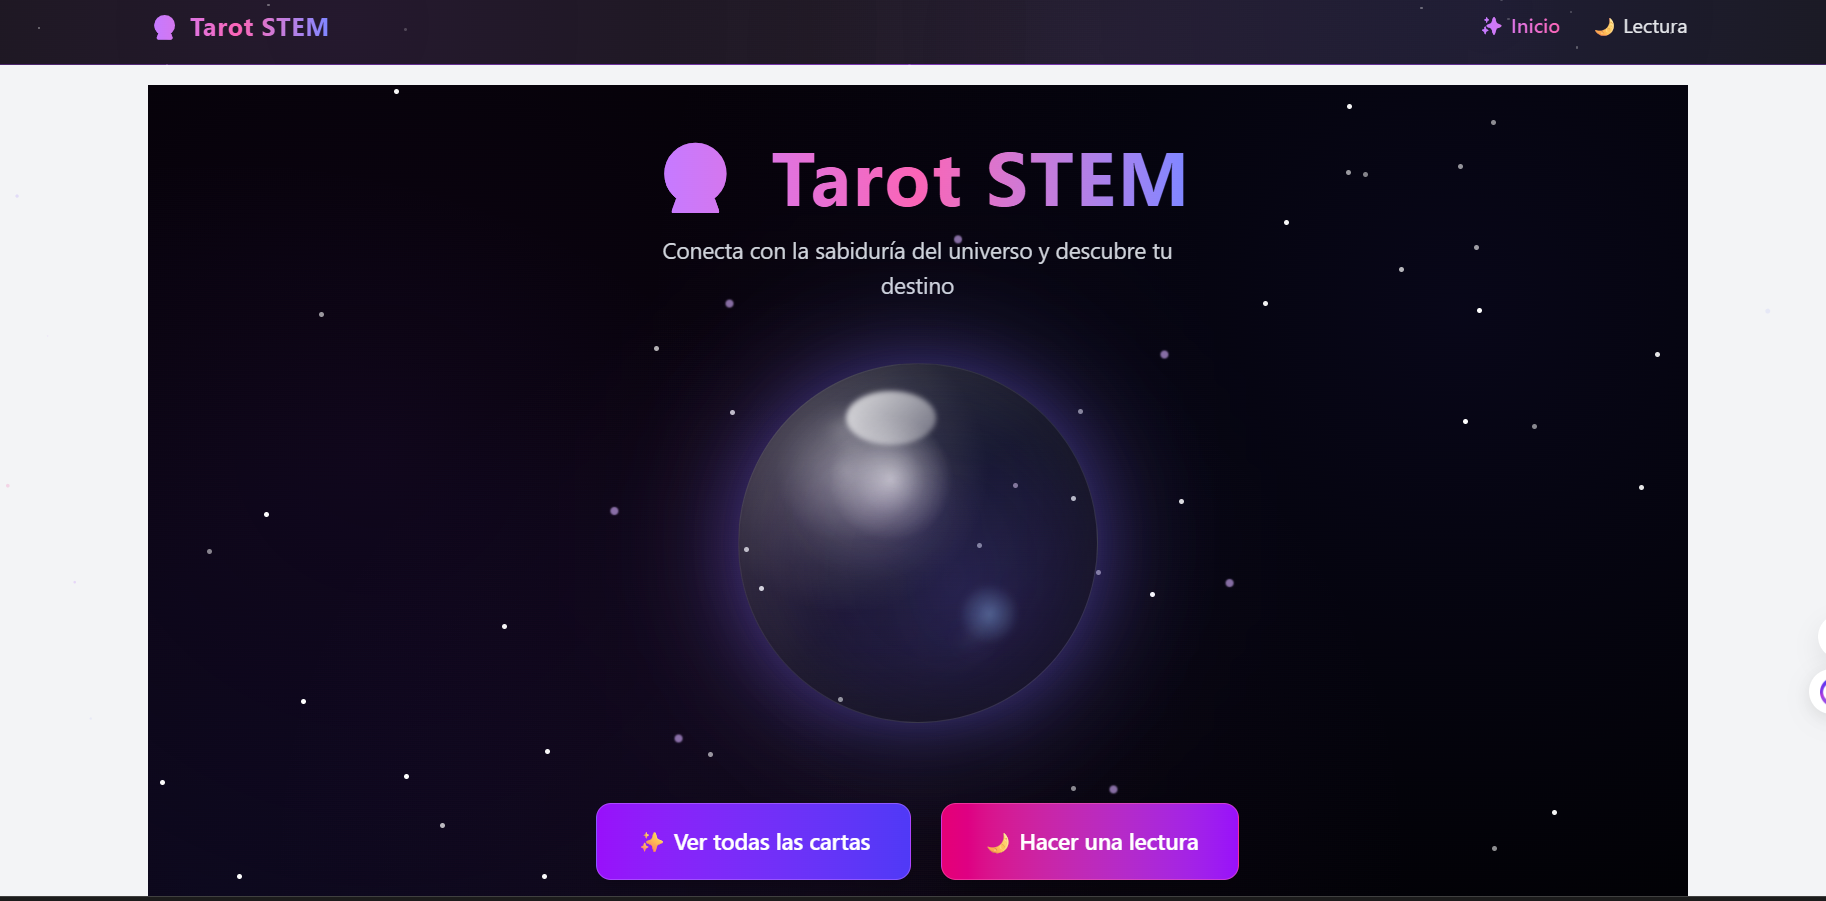 Tarot STEM
Inicio
Lectura
Tarot STEM
Conecta con la sabiduría del universo y descubre tu
destino
Ver todas las cartas
Hacer una lectura